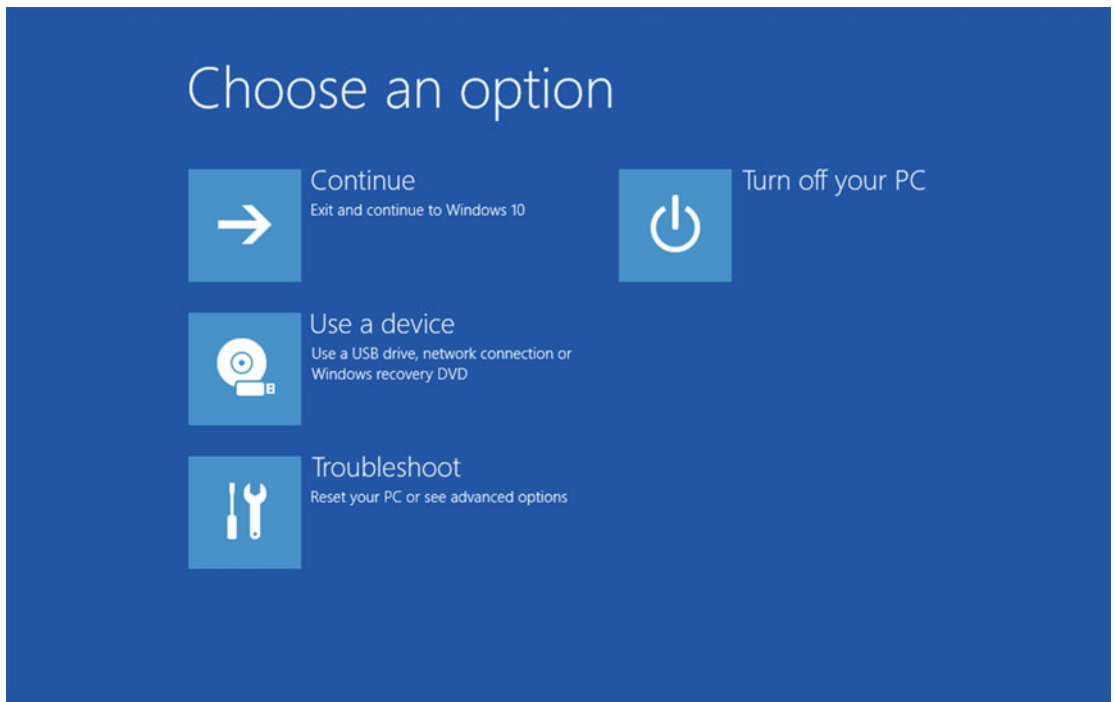 Choose an option
Continue
Exit and continue to Windows 10
Turn off your PC
Use a device
Use a USB drive, network connection or
Windows recovery DVD
Troubleshoot
Reset your PC or see advanced options